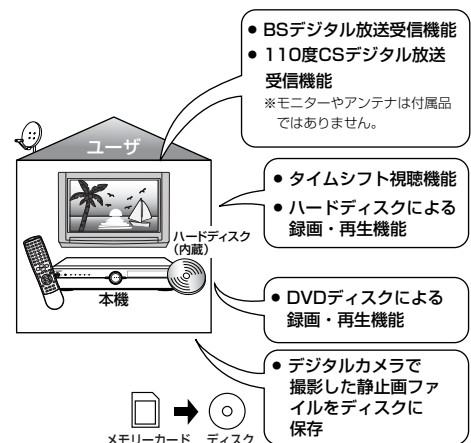 ● BSデジタル放送受信機能
● 110度CSデジタル放送
受信機能
※モニターやアンテナは付属品
ではありません。
ユーザ
● タイムシフト視聴機能
● ハードディスクによる
録画・再生機能
ハードディスク
(内蔵)
本機
● DVDディスクによる
録画・再生機能
● デジタルカメラで
撮影した静止画ファ
イルをディスクに
保存
メモリーカード ディスク